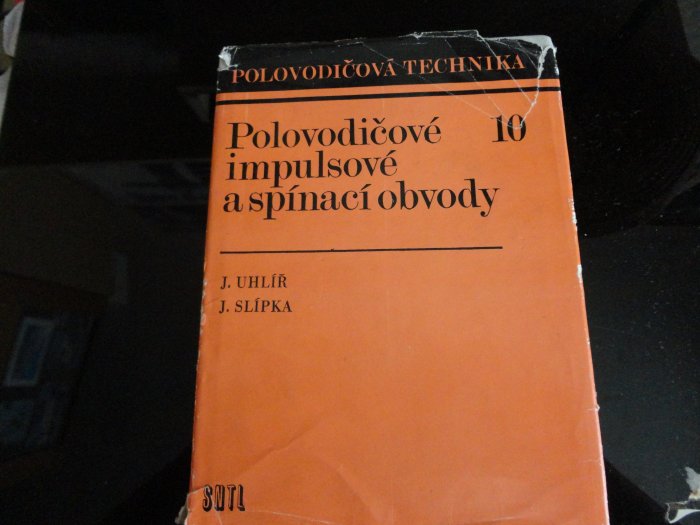 POLOVODIČOVÁ TECHNIKA
Polovodičové 10
impulsové
a spínací obvody
J. UHLÍŘ
J. SLÍPKA
SNTL